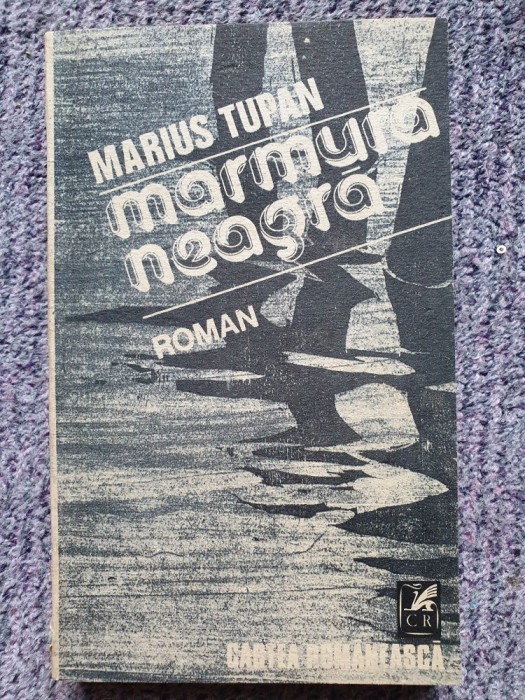 MARIUS TUPAN
marmura
neagră
ROMAN
CR
CARTEA ROMÂNEASCĂ